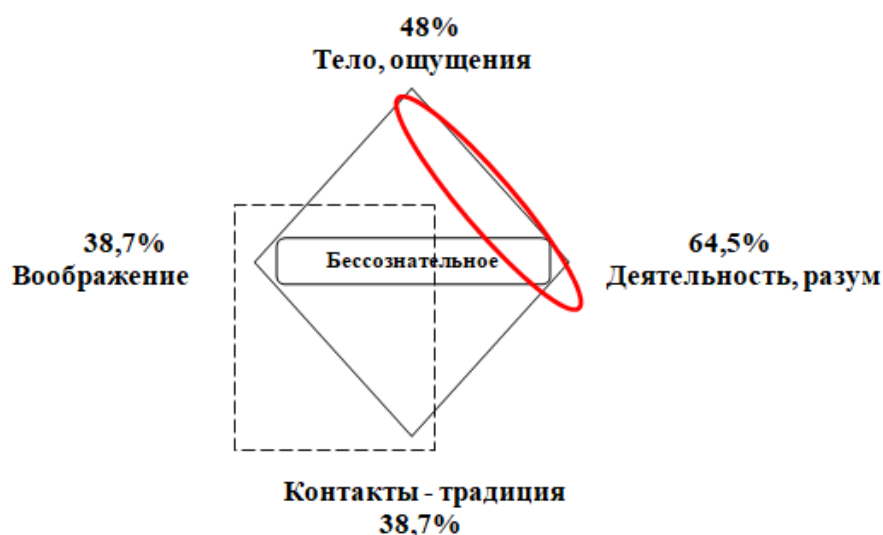 48%
Тело, ощущения
38,7%
Воображение
Бессознательное
64,5%
Деятельность, разум
Контакты - традиция
38,7%